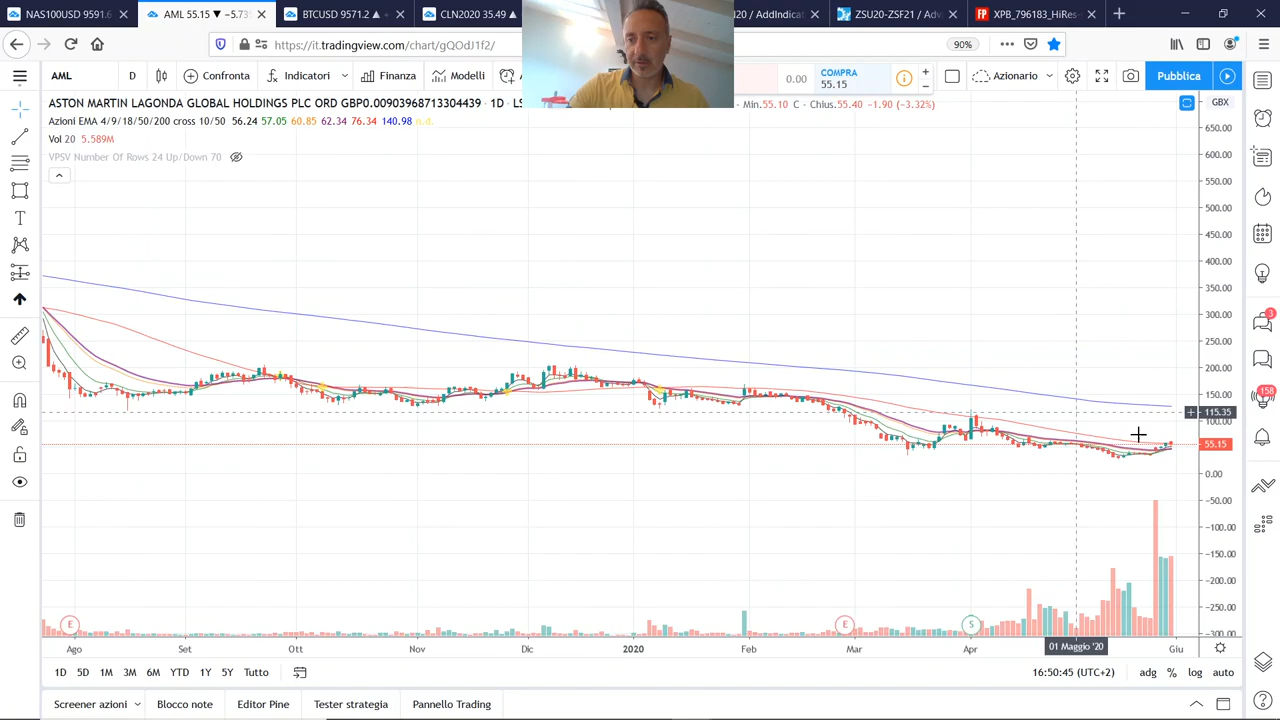 NAS100USD 9591.6
AML 55.15 ▼ −5.73
BTCUSD 9571.2 ▲ +
CLN2020 35.49 ▲
20 / AddIndicat
ZSU20-ZSF21 / Adv
XPB_796183_HiRes-
https://it.tradingview.com/chart/gQOdJ1f2/
90%
AML
D
Confronta
Indicatori
Finanza
Modelli
A
0.00
COMPRA
55.15
Azionario
Pubblica
ASTON MARTIN LAGONDA GLOBAL HOLDINGS PLC ORD GBP0.00903968713304439 1D
Min.55.10 C - Chius.55.40 −1.90 (−3.32%)
GBX
Azioni EMA 4/9/18/50/200 cross 10/50 56.24 57.05 60.85 62.34 76.34 140.98 n.d.
Vol 20 5.589M
VPSV Number Of Rows 24 Up/Down 70
650.00
600.00
550.00
500.00
450.00
400.00
350.00
300.00
250.00
200.00
150.00
115.35
100.00
55.15
0.00
−50.00
−100.00
−150.00
−200.00
−250.00
−300.00
3
158
E
E
S
Ago
Set
Ott
Nov
Dic
2020
Feb
Mar
Apr
01 Maggio '20
Giu
1D 5D 1M 3M 6M YTD 1Y 5Y Tutto
16:50:45 (UTC+2)
adg % log auto
Screener azioni
Blocco note
Editor Pine
Tester strategia
Pannello Trading